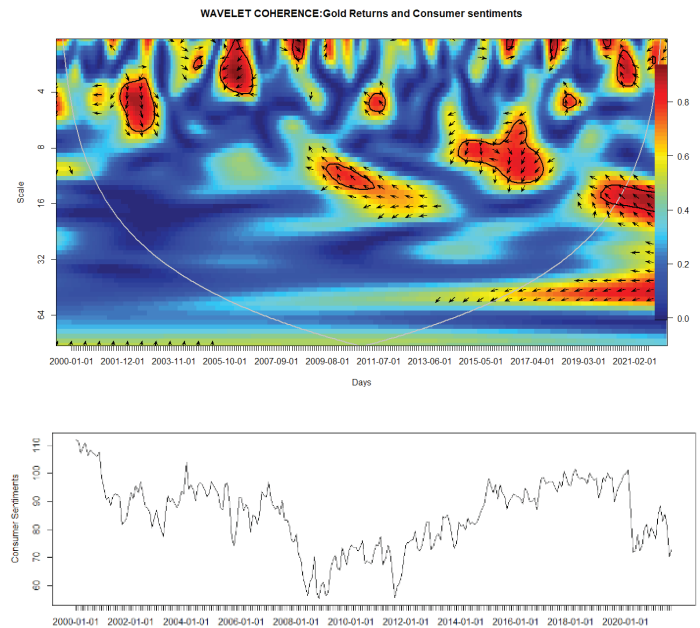 WAVELET COHERENCE:Gold Returns and Consumer sentiments
Scale
4
8
16
32
64
0.8
0.6
0.4
0.2
0.0
2000-01-01 2001-12-01 2003-11-01 2005-10-01 2007-09-01 2009-08-01 2011-07-01 2013-06-01 2015-05-01 2017-04-01 2019-03-01 2021-02-01
Days
Consumer Sentiments
110
100
90
80
70
60
2000-01-01 2002-01-01 2004-01-01 2006-01-01 2008-01-01 2010-01-01 2012-01-01 2014-01-01 2016-01-01 2018-01-01 2020-01-01